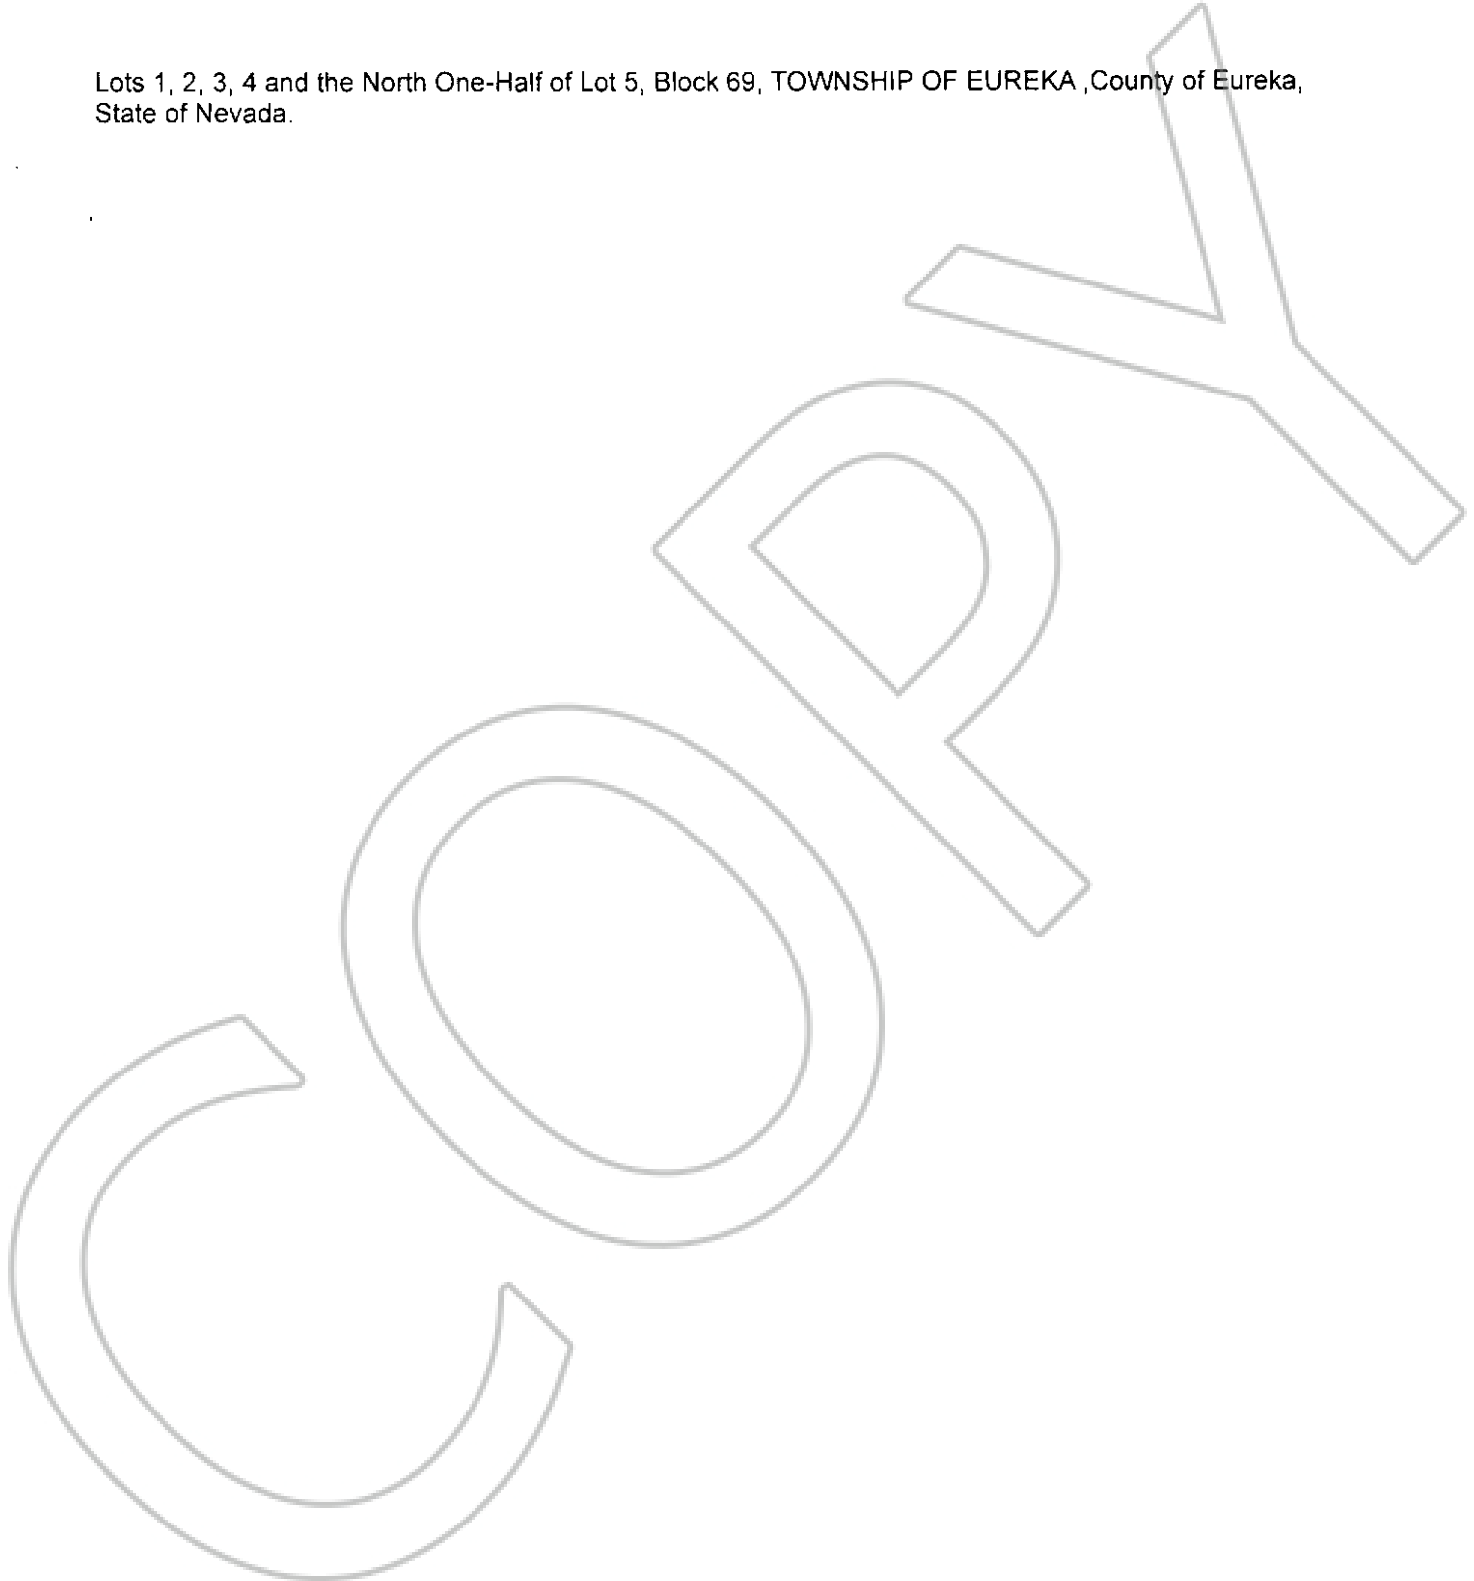 Lots 1, 2, 3, 4 and the North One-Half of Lot 5, Block 69, TOWNSHIP OF EUREKA ,County of Eureka,
State of Nevada.
COPY